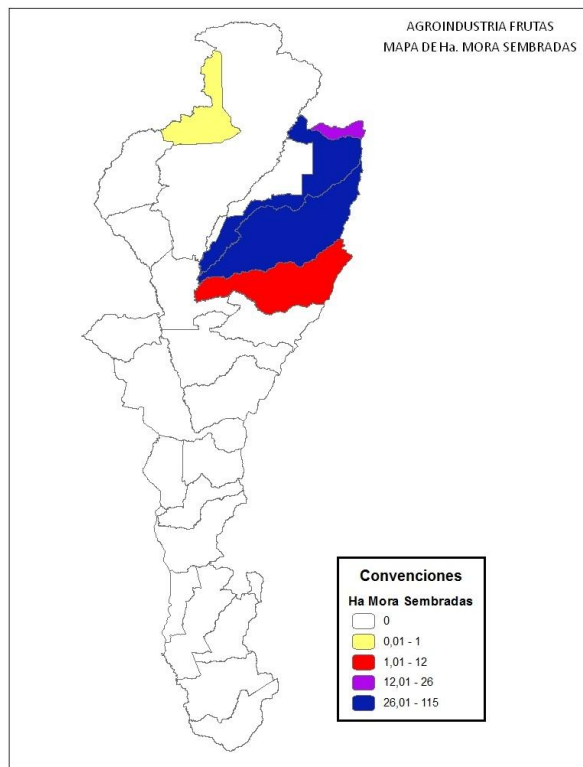 AGROINDUSTRIA FRUTAS
MAPA DE Ha. MORA SEMBRADAS
Convenciones
Ha Mora Sembradas
0
0,01 - 1
1,01 - 12
12,01 - 26
26,01 - 115